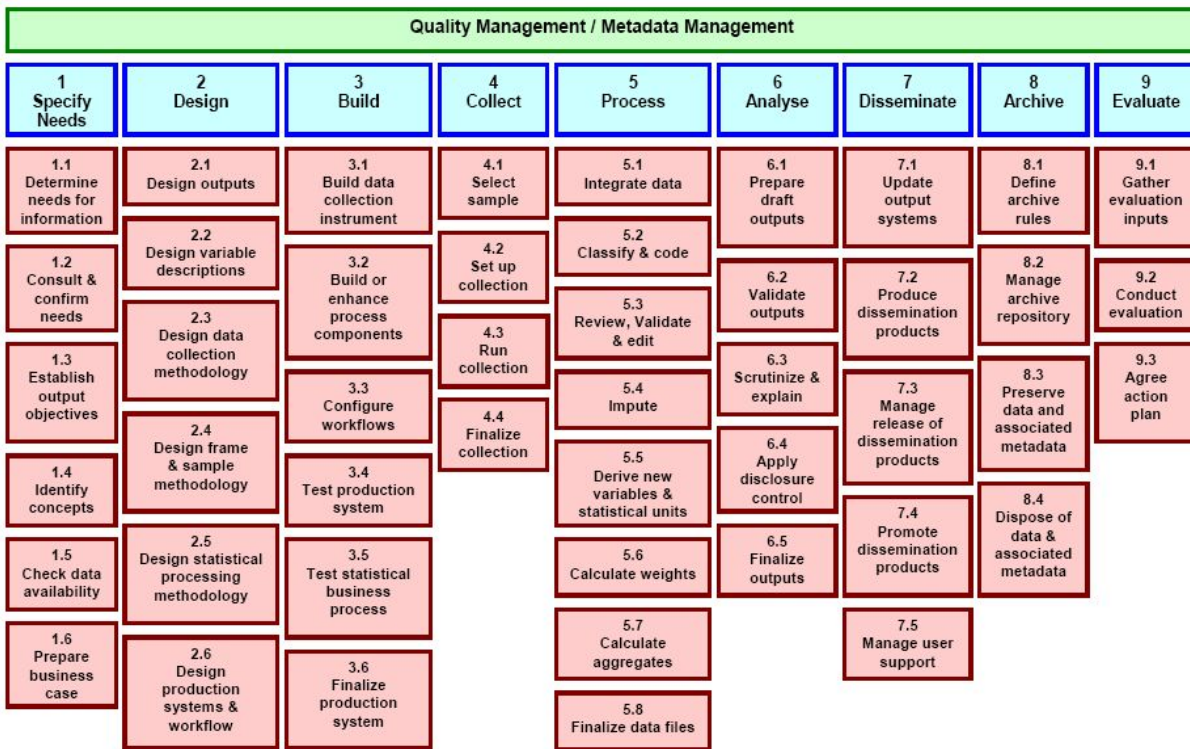 Quality Management / Metadata Management
1
Specify
Needs
2
Design
3
Build
4
Collect
5
Process
6
Analyse
7
Disseminate
8
Archive
9
Evaluate
1.1
Determine
needs for
information
1.2
Consult &
confirm
needs
1.3
Establish
output
objectives
1.4
Identify
concepts
1.5
Check data
availability
1.6
Prepare
business
case
2.1
Design outputs
2.2
Design variable
descriptions
2.3
Design data
collection
methodology
2.4
Design frame
& sample
methodology
2.5
Design statistical
processing
methodology
2.6
Design
production
systems &
workflow
3.1
Build data
collection
instrument
3.2
Build or
enhance
process
components
3.3
Configure
workflows
3.4
Test production
system
3.5
Test statistical
business
process
3.6
Finalize
production
system
4.1
Select
sample
4.2
Set up
collection
4.3
Run
collection
4.4
Finalize
collection
5.1
Integrate data
5.2
Classify & code
5.3
Review, Validate
& edit
5.4
Impute
5.5
Derive new
variables &
statistical units
5.6
Calculate weights
5.7
Calculate
aggregates
5.8
Finalize data files
6.1
Prepare
draft
outputs
6.2
Validate
outputs
6.3
Scrutinize &
explain
6.4
Apply
disclosure
control
6.5
Finalize
outputs
7.1
Update
output
systems
7.2
Produce
dissemination
products
7.3
Manage
release of
dissemination
products
7.4
Promote
dissemination
products
7.5
Manage user
support
8.1
Define
archive
rules
8.2
Manage
archive
repository
8.3
Preserve
data and
associated
metadata
8.4
Dispose of
data &
associated
metadata
9.1
Gather
evaluation
inputs
9.2
Conduct
evaluation
9.3
Agree
action
plan